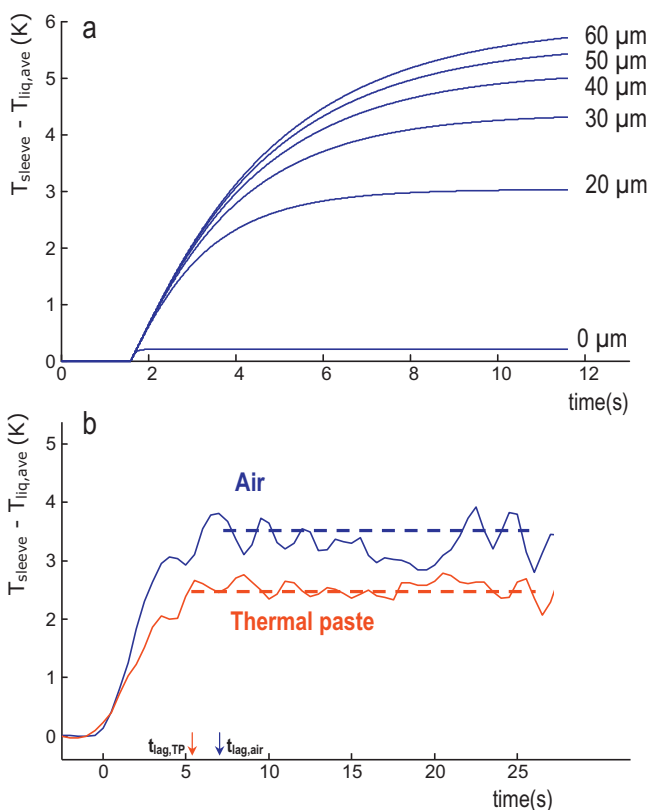 a
T_sleeve - T_liq,ave (K)
6
5
4
3
2
1
0
60 µm
50 µm
40 µm
30 µm
20 µm
0 µm
0 2 4 6 8 10 12
time(s)
b
T_sleeve - T_liq,ave (K)
5
4
3
2
1
0
Air
Thermal paste
t_lag,TP t_lag,air
0 5 10 15 20 25
time(s)